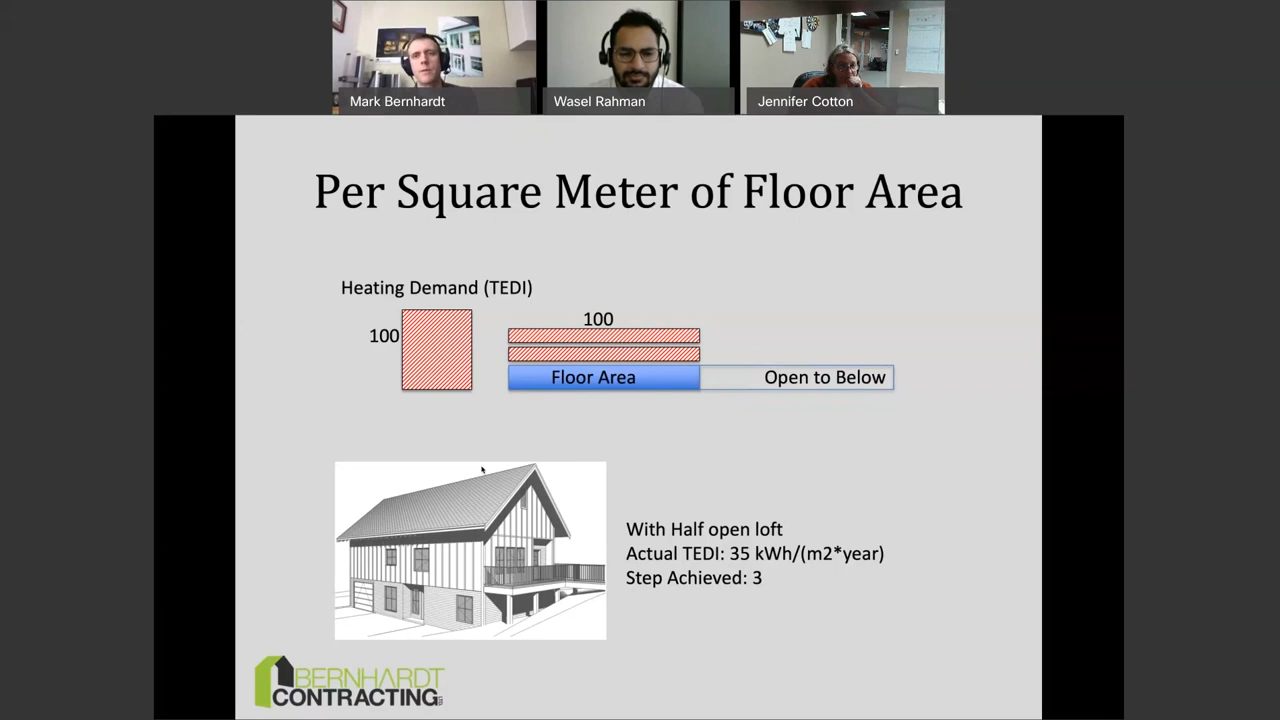 Mark Bernhardt
Wasel Rahman
Jennifer Cotton
Per Square Meter of Floor Area
Heating Demand (TEDI)
100
100
Floor Area
Open to Below
With Half open loft
Actual TEDI: 35 kWh/(m2*year)
Step Achieved: 3
BERNHARDT
CONTRACTING LTD